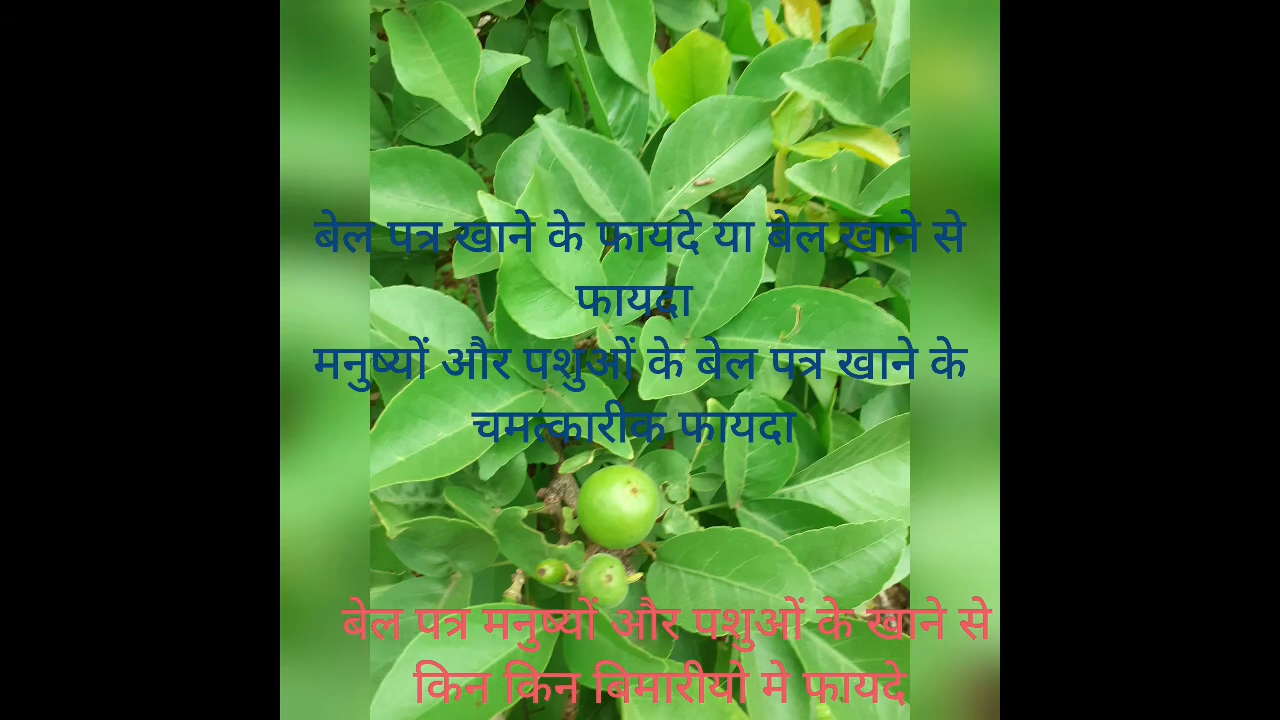 बेल पत्र खाने के फायदे या बेल खाने से
फायदा
मनुष्यों और पशुओं के बेल पत्र खाने के
चमत्कारीक फायदा
बेल पत्र मनुष्यों और पशुओं के खाने से
किन किन बिमारीयो मे फायदे